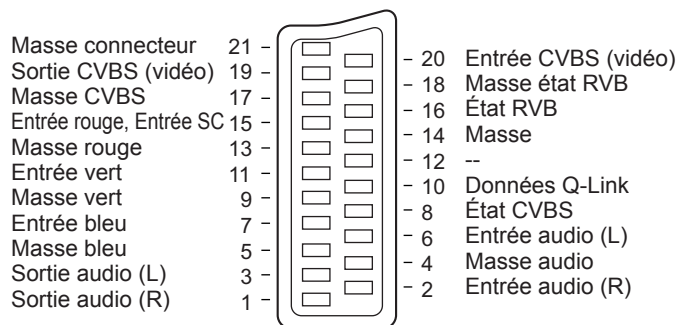 Masse connecteur 21 –
Sortie CVBS (vidéo) 19 –
Masse CVBS 17 –
Entrée rouge, Entrée SC 15 –
Masse rouge 13 –
Entrée vert 11 –
Masse vert 9 –
Entrée bleu 7 –
Masse bleu 5 –
Sortie audio (L) 3 –
Sortie audio (R) 1 –
– 20 Entrée CVBS (vidéo)
– 18 Masse état RVB
– 16 État RVB
– 14 Masse
– 12 --
– 10 Données Q-Link
– 8 État CVBS
– 6 Entrée audio (L)
– 4 Masse audio
– 2 Entrée audio (R)